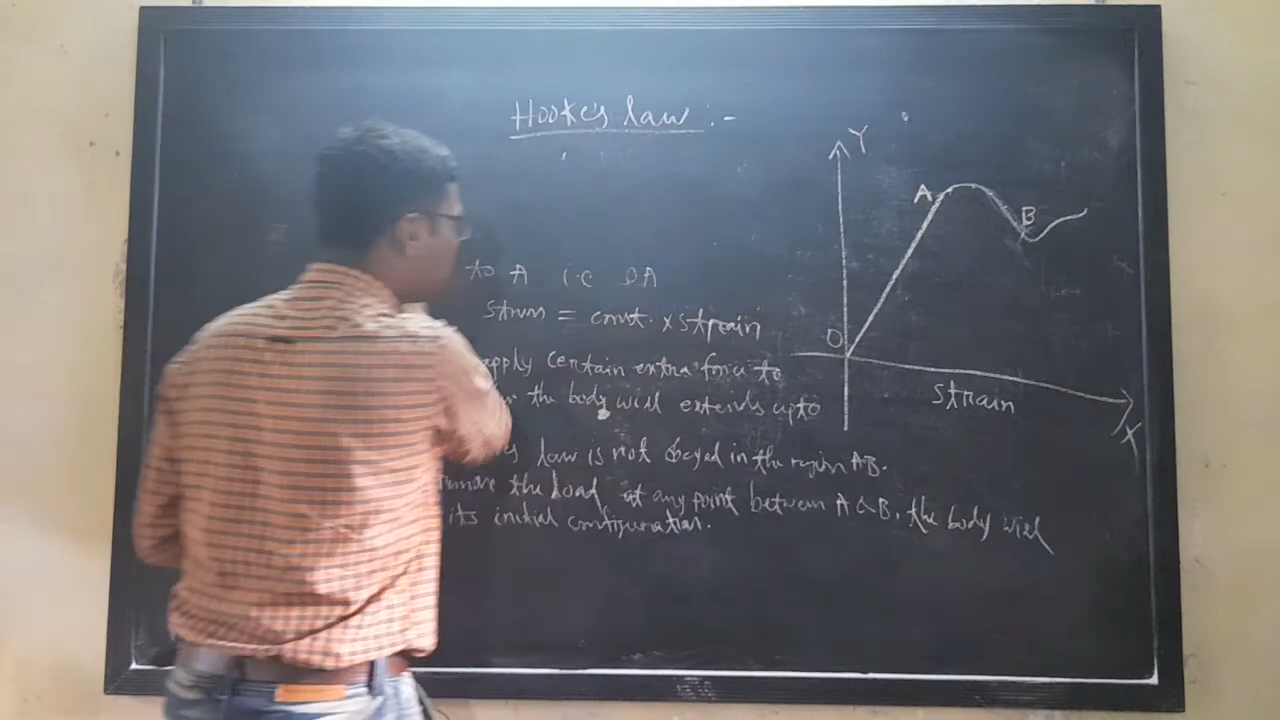 Hooke's law :-
Y
A
B
to A i.e OA
stress = const. x strain
O
apply certain extra force to
the body will extends upto
strain
X
law is not obeyed in the region AB.
remove the load at any point between A & B, the body will
its initial configuration.